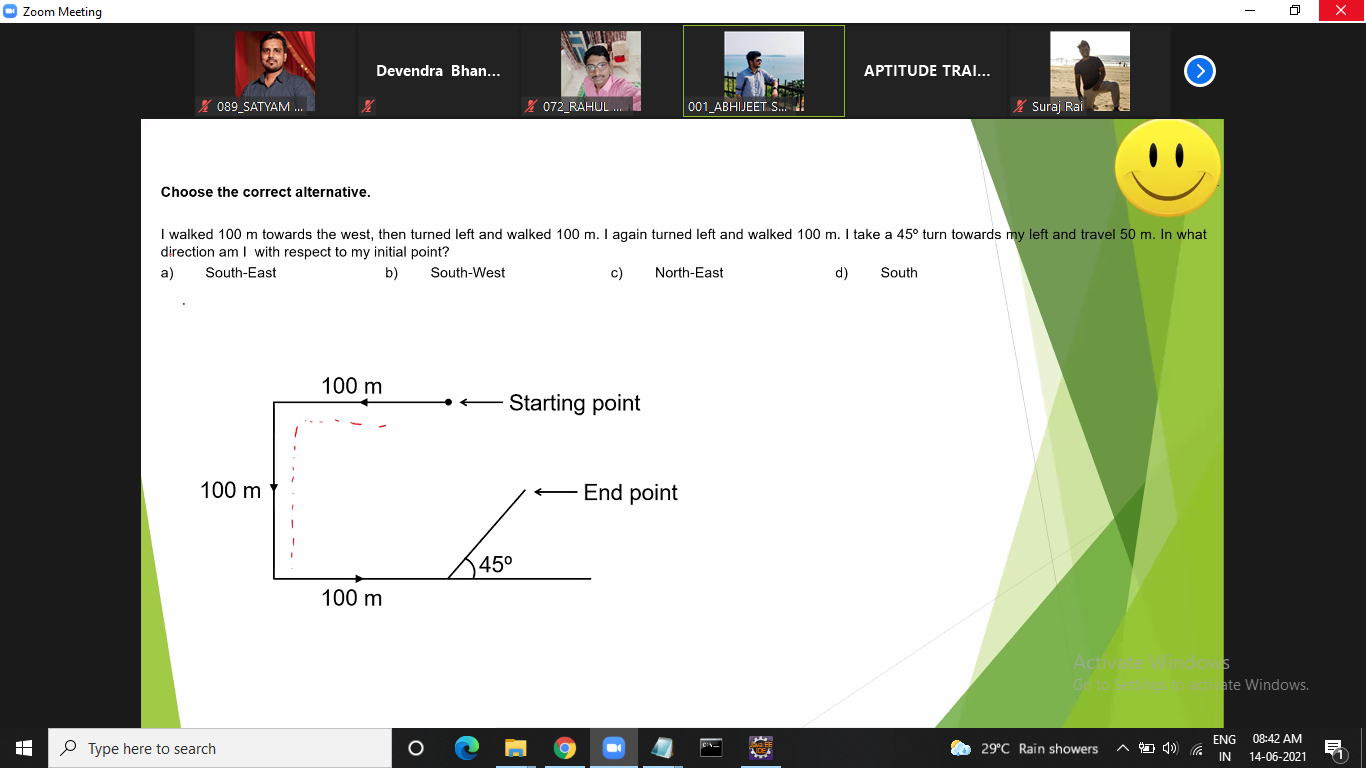 Zoom Meeting
089_SATYAM ...
Devendra Bhan...
072_RAHUL ...
001_ABHIJEET S...
APTITUDE TRAI...
Suraj Rai
Choose the correct alternative.
I walked 100 m towards the west, then turned left and walked 100 m. I again turned left and walked 100 m. I take a 45º turn towards my left and travel 50 m. In what
direction am I with respect to my initial point?
a) South-East b) South-West c) North-East d) South
100 m
Starting point
100 m
End point
45º
100 m
Activate Windows
Go to Settings to activate Windows.
Type here to search
29°C Rain showers
ENG
IN
08:42 AM
14-06-2021
1